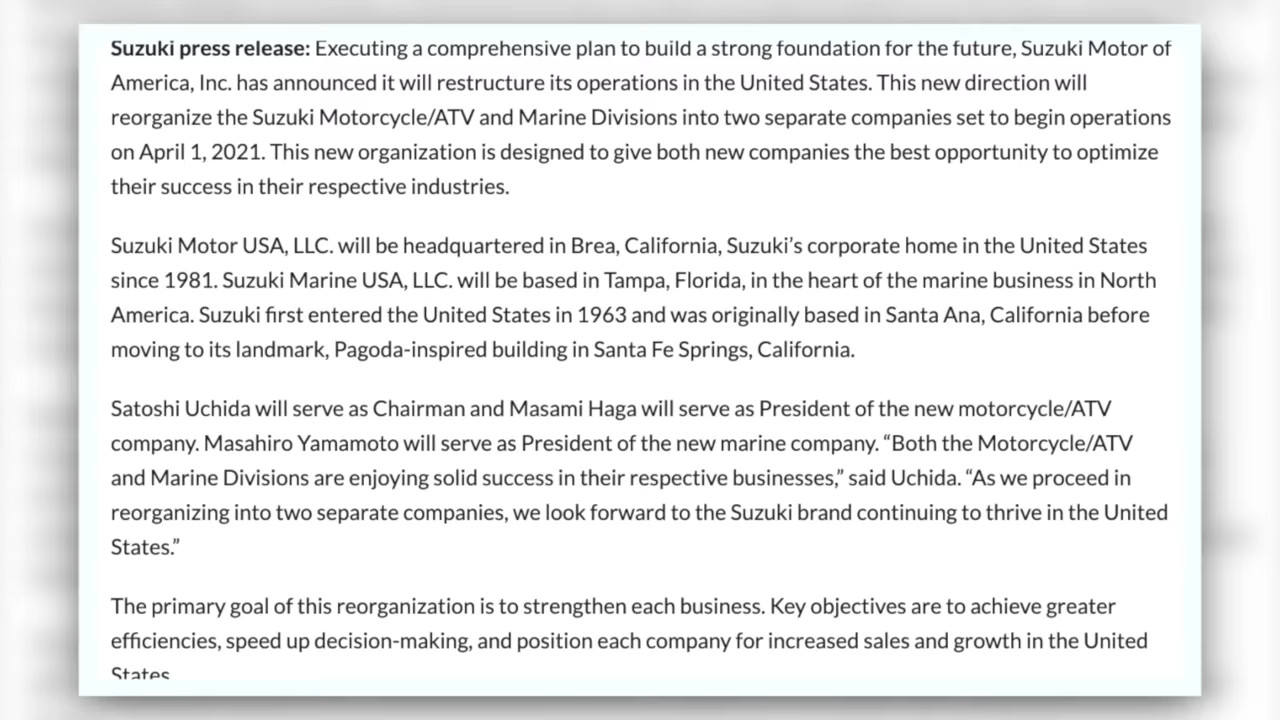 Suzuki press release: Executing a comprehensive plan to build a strong foundation for the future, Suzuki Motor of
America, Inc. has announced it will restructure its operations in the United States. This new direction will
reorganize the Suzuki Motorcycle/ATV and Marine Divisions into two separate companies set to begin operations
on April 1, 2021. This new organization is designed to give both new companies the best opportunity to optimize
their success in their respective industries.
Suzuki Motor USA, LLC. will be headquartered in Brea, California, Suzuki’s corporate home in the United States
since 1981. Suzuki Marine USA, LLC. will be based in Tampa, Florida, in the heart of the marine business in North
America. Suzuki first entered the United States in 1963 and was originally based in Santa Ana, California before
moving to its landmark, Pagoda-inspired building in Santa Fe Springs, California.
Satoshi Uchida will serve as Chairman and Masami Haga will serve as President of the new motorcycle/ATV
company. Masahiro Yamamoto will serve as President of the new marine company. “Both the Motorcycle/ATV
and Marine Divisions are enjoying solid success in their respective businesses,” said Uchida. “As we proceed in
reorganizing into two separate companies, we look forward to the Suzuki brand continuing to thrive in the United
States.”
The primary goal of this reorganization is to strengthen each business. Key objectives are to achieve greater
efficiencies, speed up decision-making, and position each company for increased sales and growth in the United
States